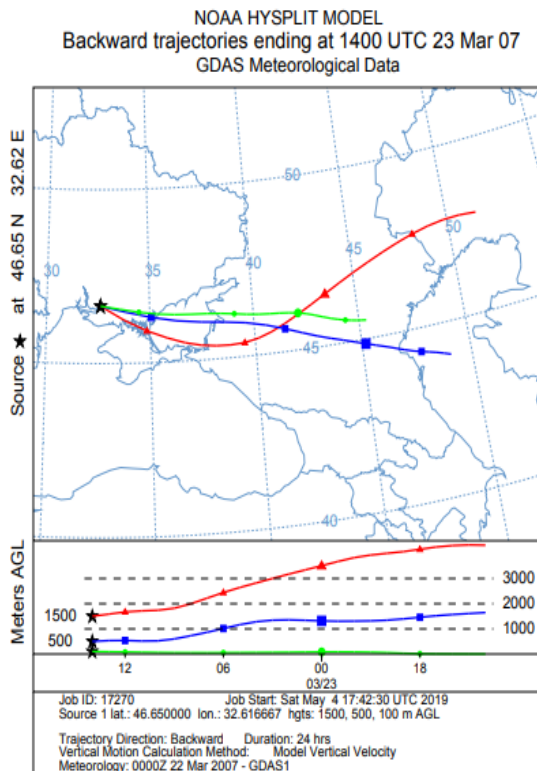 NOAA HYSPLIT MODEL
Backward trajectories ending at 1400 UTC 23 Mar 07
GDAS Meteorological Data
Source ★ at 46.65 N 32.62 E
50
45
50
40
35
30
45
40
Meters AGL
3000
2000
1500
1000
500
12 06 00 18
03/23
Job ID: 17270 Job Start: Sat May 4 17:42:30 UTC 2019
Source 1 lat.: 46.650000 lon.: 32.616667 hgts: 1500, 500, 100 m AGL
Trajectory Direction: Backward Duration: 24 hrs
Vertical Motion Calculation Method: Model Vertical Velocity
Meteorology: 0000Z 22 Mar 2007 - GDAS1